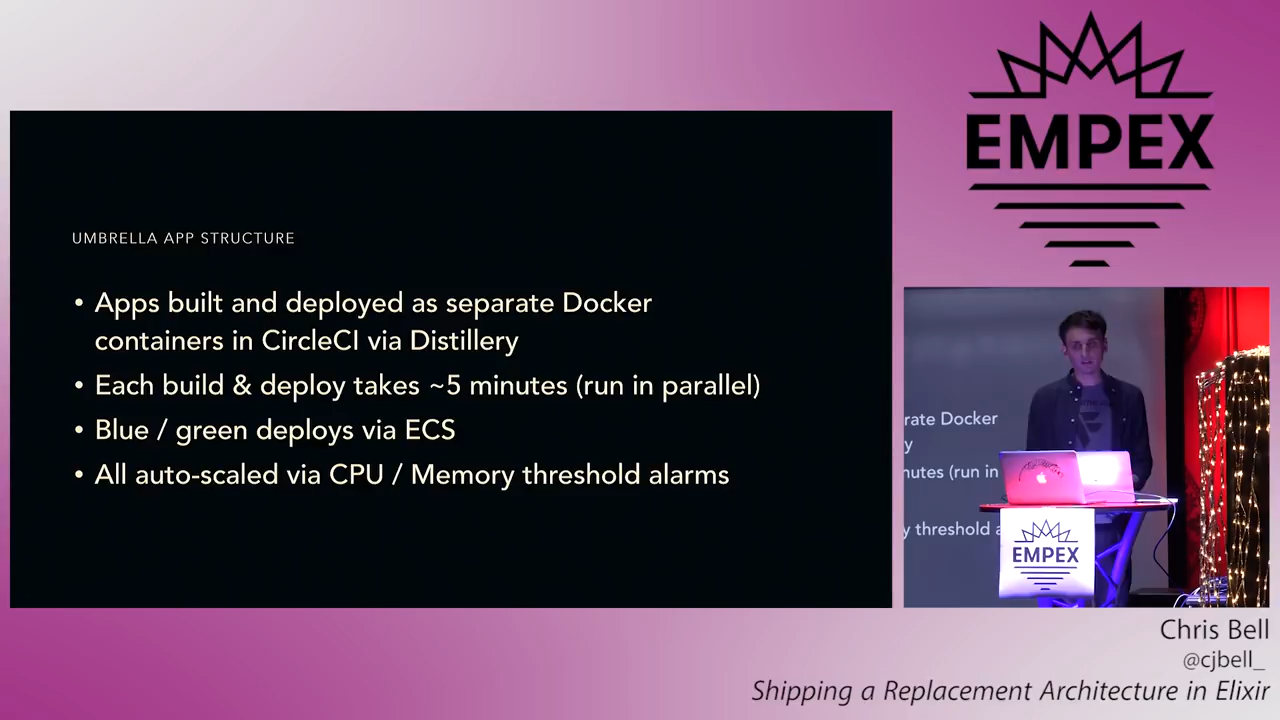 UMBRELLA APP STRUCTURE
• Apps built and deployed as separate Docker
containers in CircleCI via Distillery
• Each build & deploy takes ~5 minutes (run in parallel)
• Blue / green deploys via ECS
• All auto-scaled via CPU / Memory threshold alarms
EMPEX
rate Docker
y
nutes (run in
y threshold a
EMPEX
Chris Bell
@cjbell_
Shipping a Replacement Architecture in Elixir